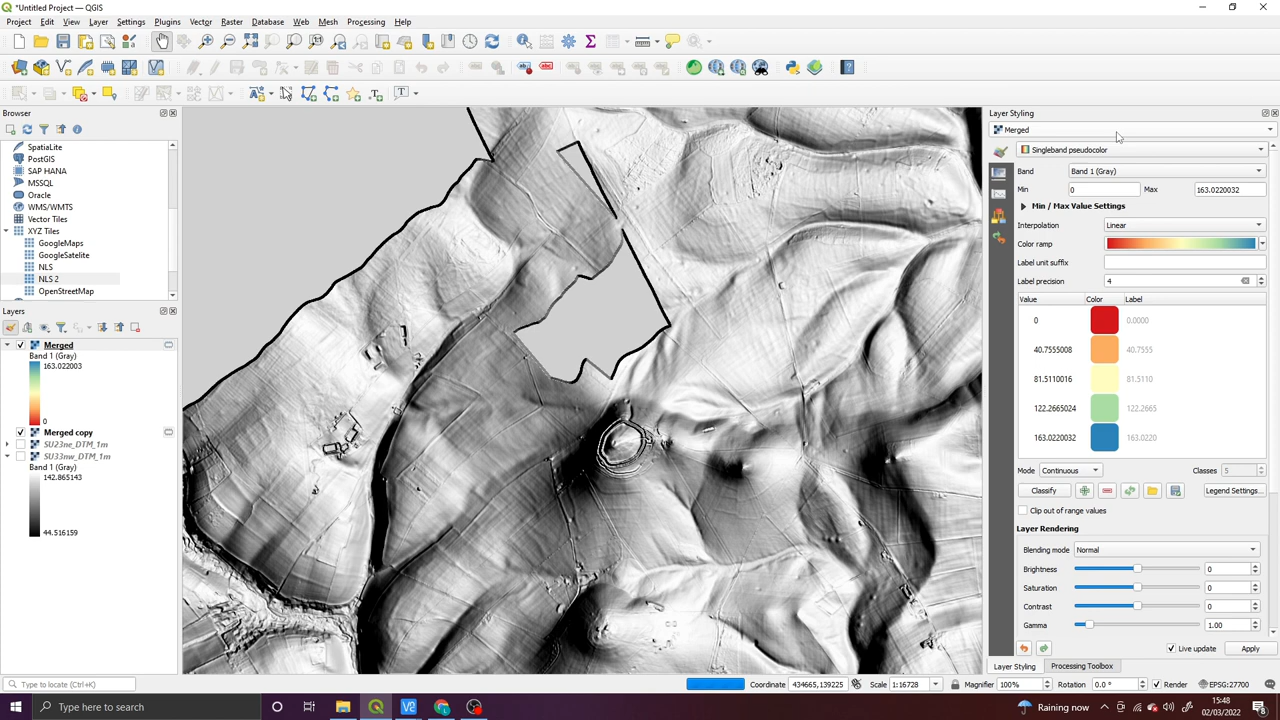 *Untitled Project — QGIS
Project Edit View Layer Settings Plugins Vector Raster Database Web Mesh Processing Help
Browser
SpatiaLite
PostGIS
SAP HANA
MSSQL
Oracle
WMS/WMTS
Vector Tiles
XYZ Tiles
GoogleMaps
GoogleSatelite
NLS
NLS 2
OpenStreetMap
Layers
Merged
Band 1 (Gray)
163.022003
0
Merged copy
SU23ne_DTM_1m
SU33nw_DTM_1m
Band 1 (Gray)
142.865143
44.516159
Layer Styling
Merged
Singleband pseudocolor
Band Band 1 (Gray)
Min 0 Max 163.0220032
Min / Max Value Settings
Interpolation Linear
Color ramp
Label unit suffix
Label precision 4
Value Color Label
0 0.0000
40.7555008 40.7555
81.5110016 81.5110
122.2665024 122.2665
163.0220032 163.0220
Mode Continuous Classes 5
Classify Legend Settings...
Clip out of range values
Layer Rendering
Blending mode Normal
Brightness 0
Saturation 0
Contrast 0
Gamma 1.00
Live update Apply
Layer Styling Processing Toolbox
Type to locate (Ctrl+K) Coordinate 434665,139225 Scale 1:16728 Magnifier 100% Rotation 0.0 ° Render EPSG:27700
Type here to search Raining now 15:48
02/03/2022